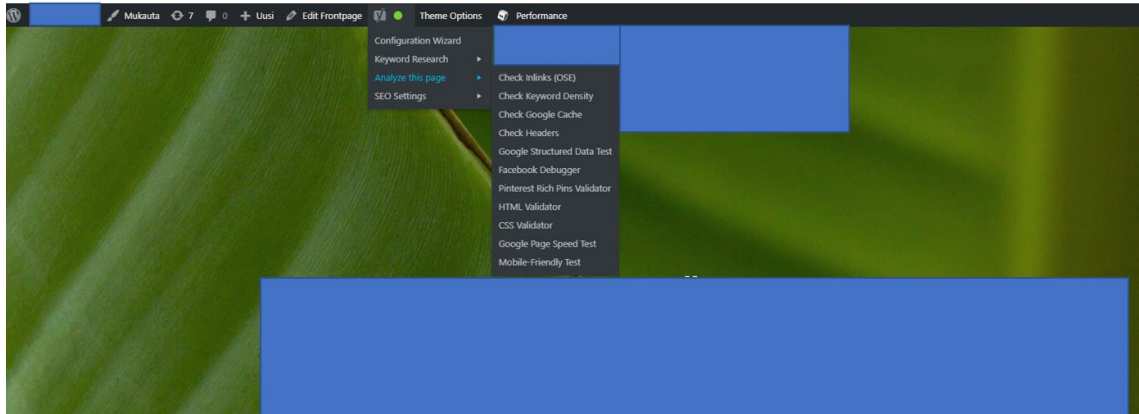 Mukauta 7 0 + Uusi Edit Frontpage Theme Options Performance
Configuration Wizard
Keyword Research
Analyze this page
SEO Settings
Check Inlinks (OSE)
Check Keyword Density
Check Google Cache
Check Headers
Google Structured Data Test
Facebook Debugger
Pinterest Rich Pins Validator
HTML Validator
CSS Validator
Google Page Speed Test
Mobile-Friendly Test